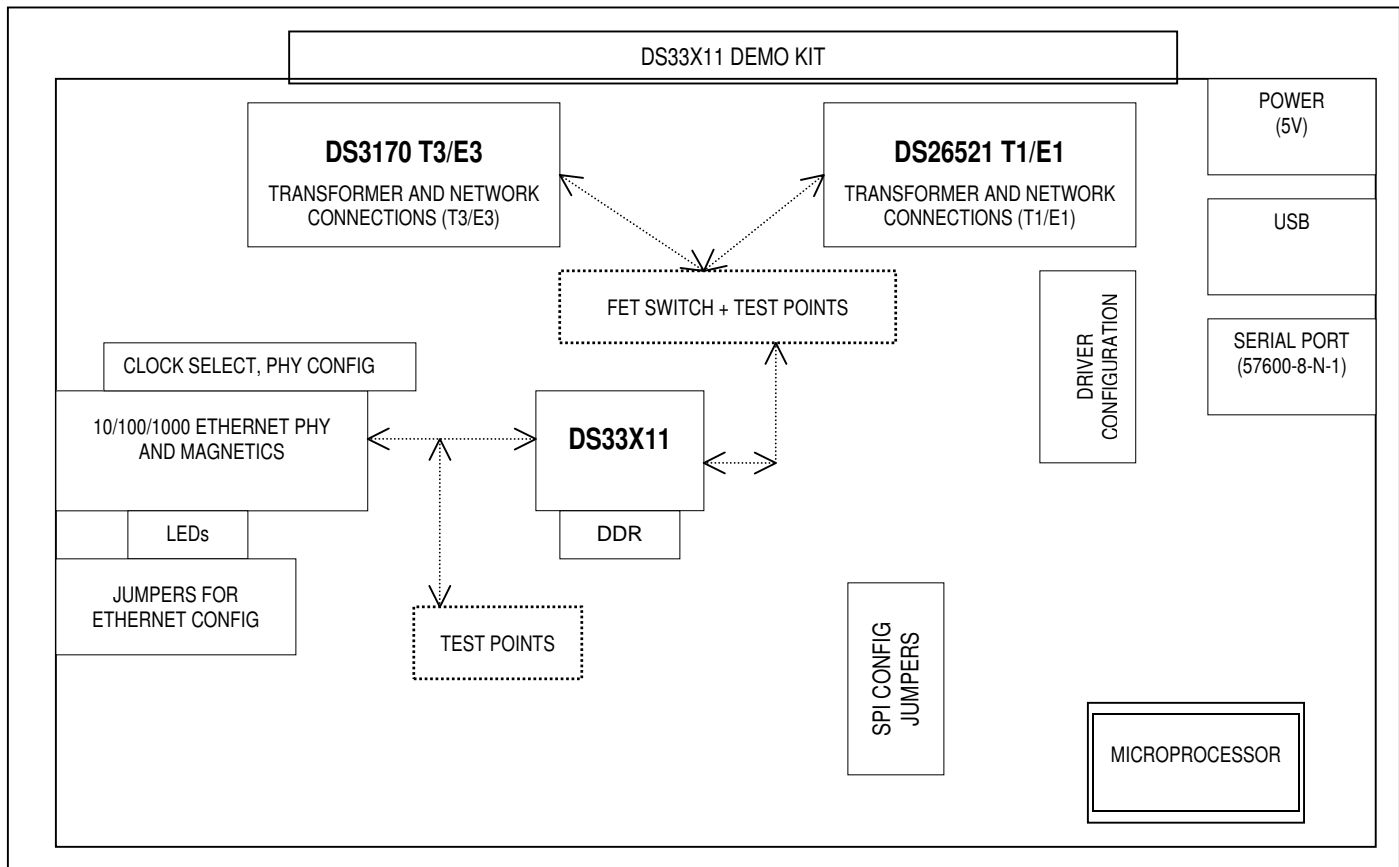 DS33X11 DEMO KIT
DS3170 T3/E3
TRANSFORMER AND NETWORK
CONNECTIONS (T3/E3)
DS26521 T1/E1
TRANSFORMER AND NETWORK
CONNECTIONS (T1/E1)
POWER
(5V)
USB
SERIAL PORT
(57600-8-N-1)
FET SWITCH + TEST POINTS
DRIVER
CONFIGURATION
CLOCK SELECT, PHY CONFIG
10/100/1000 ETHERNET PHY
AND MAGNETICS
DS33X11
LEDs
DDR
JUMPERS FOR
ETHERNET CONFIG
TEST POINTS
SPI CONFIG
JUMPERS
MICROPROCESSOR